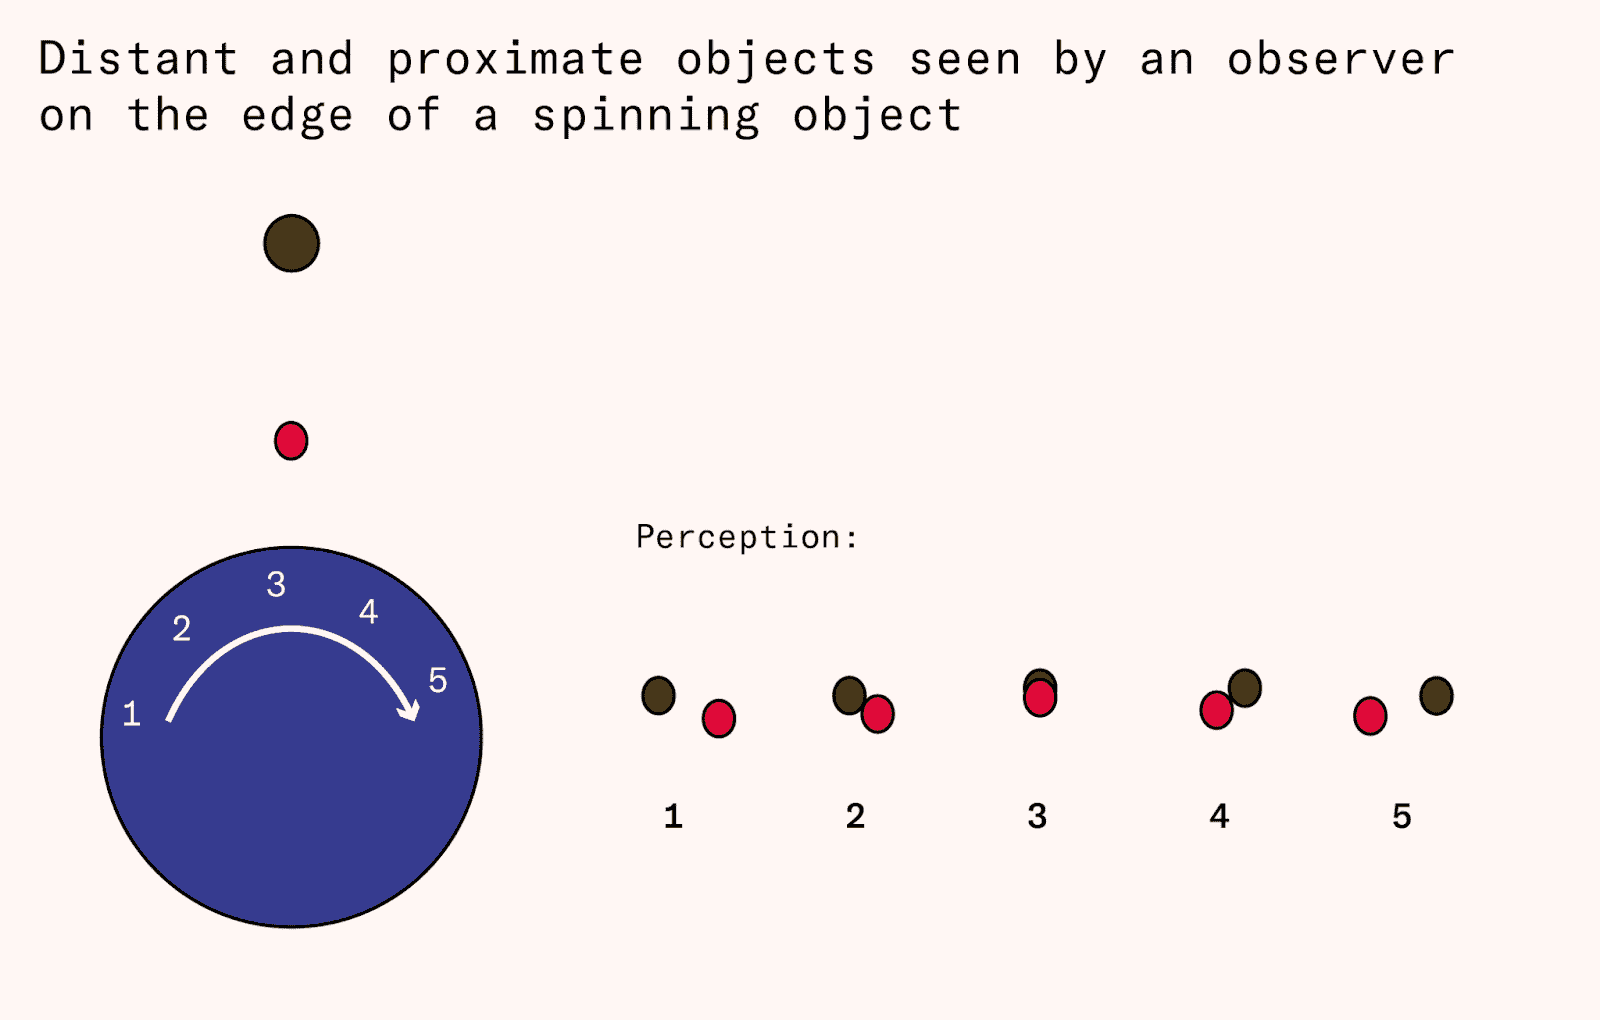 Distant and proximate objects seen by an observer
on the edge of a spinning object
3
4
2
5
1
Perception:
1 2 3 4 5